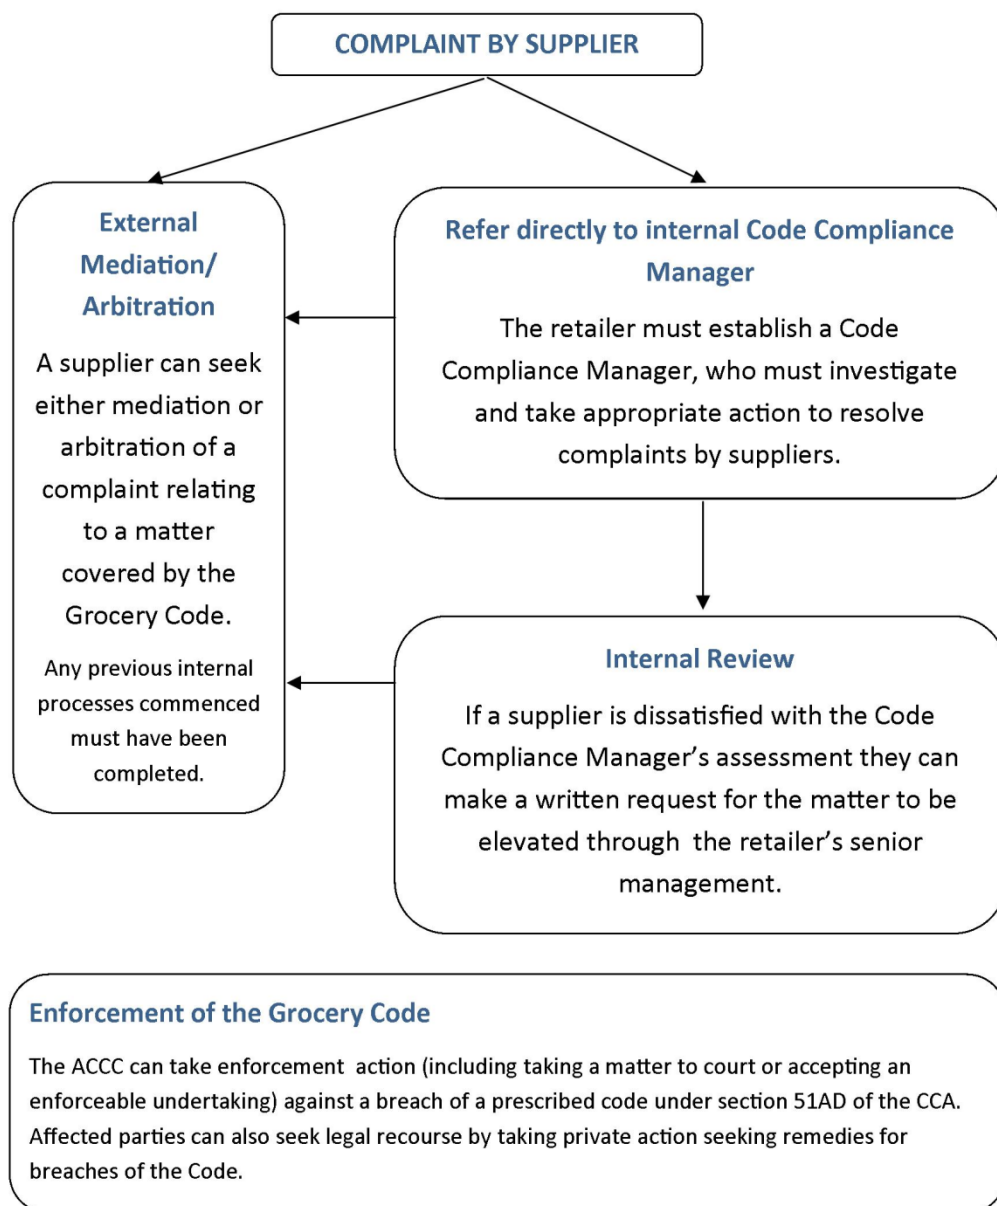 COMPLAINT BY SUPPLIER
External
Mediation/
Arbitration
A supplier can seek
either mediation or
arbitration of a
complaint relating
to a matter
covered by the
Grocery Code.
Any previous internal
processes commenced
must have been
completed.
Refer directly to internal Code Compliance
Manager
The retailer must establish a Code
Compliance Manager, who must investigate
and take appropriate action to resolve
complaints by suppliers.
Internal Review
If a supplier is dissatisfied with the Code
Compliance Manager’s assessment they can
make a written request for the matter to be
elevated through the retailer’s senior
management.
Enforcement of the Grocery Code
The ACCC can take enforcement action (including taking a matter to court or accepting an
enforceable undertaking) against a breach of a prescribed code under section 51AD of the CCA.
Affected parties can also seek legal recourse by taking private action seeking remedies for
breaches of the Code.